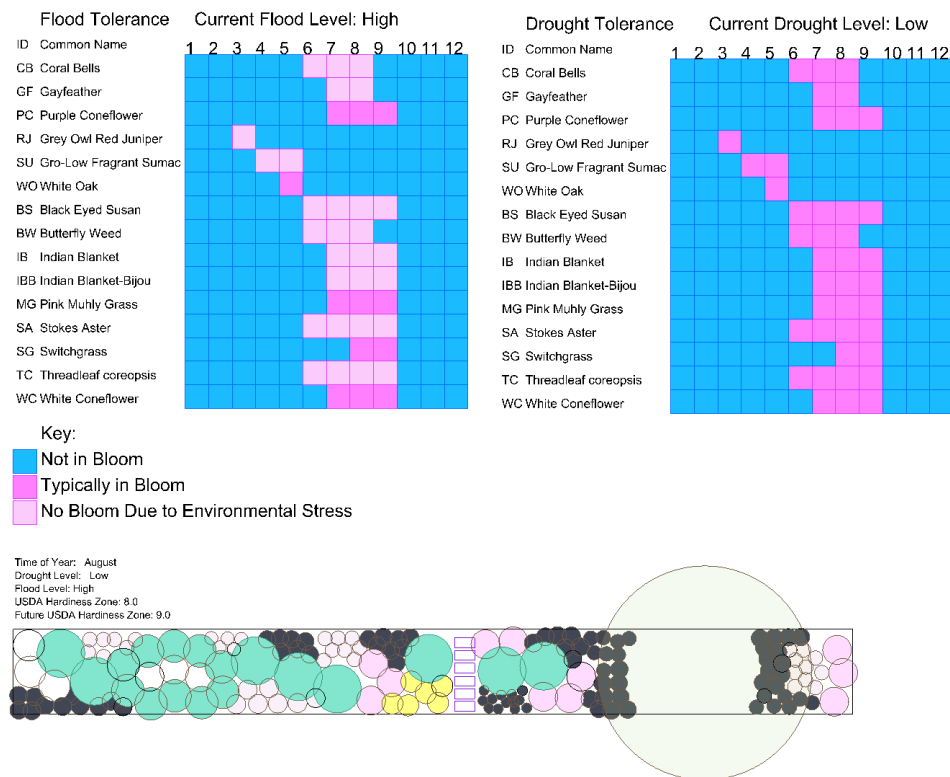 Flood Tolerance Current Flood Level: High
ID Common Name 1 2 3 4 5 6 7 8 9 10 11 12
CB Coral Bells
GF Gayfeather
PC Purple Coneflower
RJ Grey Owl Red Juniper
SU Gro-Low Fragrant Sumac
WO White Oak
BS Black Eyed Susan
BW Butterfly Weed
IB Indian Blanket
IBB Indian Blanket-Bijou
MG Pink Muhly Grass
SA Stokes Aster
SG Switchgrass
TC Threadleaf coreopsis
WC White Coneflower
Drought Tolerance Current Drought Level: Low
ID Common Name 1 2 3 4 5 6 7 8 9 10 11 12
CB Coral Bells
GF Gayfeather
PC Purple Coneflower
RJ Grey Owl Red Juniper
SU Gro-Low Fragrant Sumac
WO White Oak
BS Black Eyed Susan
BW Butterfly Weed
IB Indian Blanket
IBB Indian Blanket-Bijou
MG Pink Muhly Grass
SA Stokes Aster
SG Switchgrass
TC Threadleaf coreopsis
WC White Coneflower
Key:
Not in Bloom
Typically in Bloom
No Bloom Due to Environmental Stress
Time of Year: August
Drought Level: Low
Flood Level: High
USDA Hardiness Zone: 8.0
Future USDA Hardiness Zone: 9.0